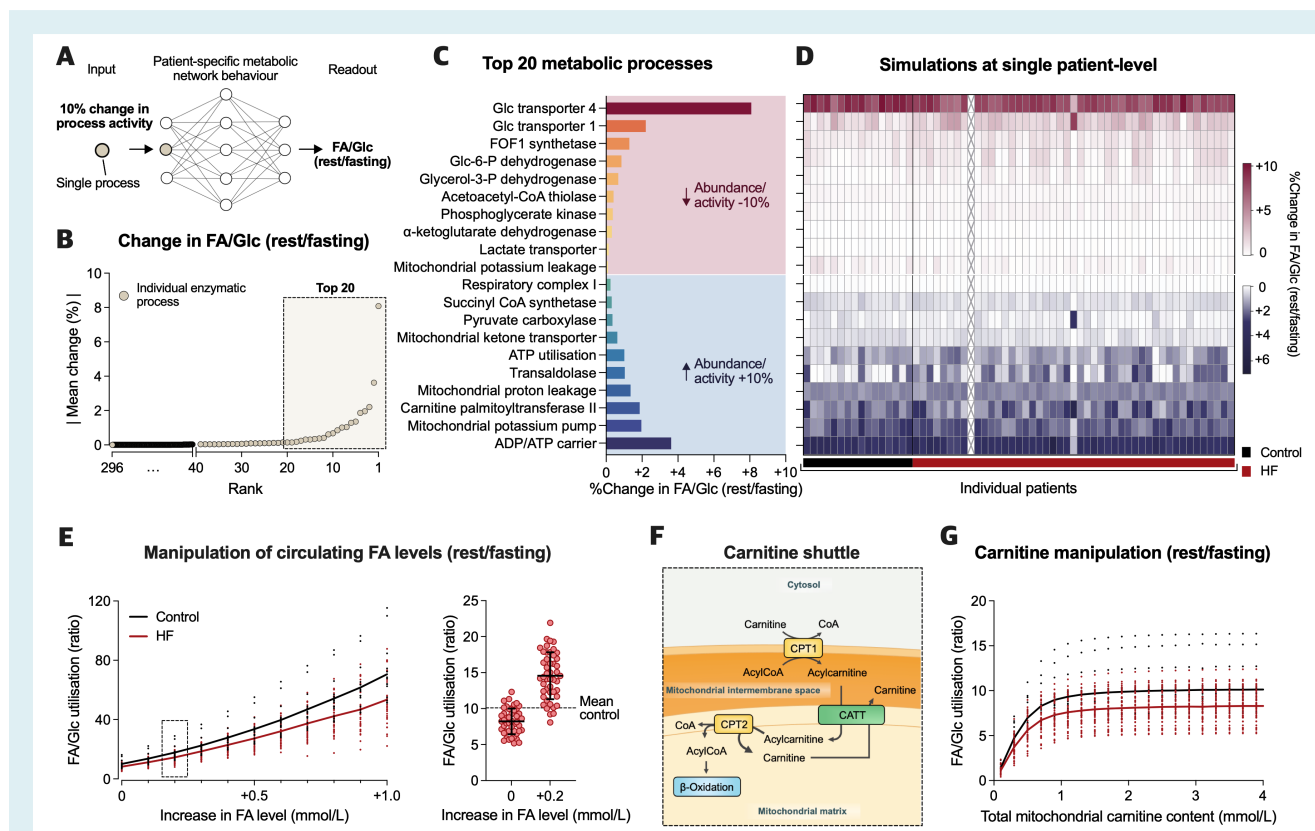 A
Input
Patient-specific metabolic
network behaviour
Readout
10% change in
process activity
FA/Glc
(rest/fasting)
Single process
B
Change in FA/Glc (rest/fasting)
| Mean change (%) |
10
8
6
4
2
0
Individual enzymatic
process
Top 20
296
...
40
30
20
10
1
Rank
C
Top 20 metabolic processes
Glc transporter 4
Glc transporter 1
FOF1 synthetase
Glc-6-P dehydrogenase
Glycerol-3-P dehydrogenase
Acetoacetyl-CoA thiolase
Phosphoglycerate kinase
α-ketoglutarate dehydrogenase
Lactate transporter
Mitochondrial potassium leakage
Respiratory complex I
Succinyl CoA synthetase
Pyruvate carboxylase
Mitochondrial ketone transporter
ATP utilisation
Transaldolase
Mitochondrial proton leakage
Carnitine palmitoyltransferase II
Mitochondrial potassium pump
ADP/ATP carrier
↓ Abundance/
activity -10%
↑ Abundance/
activity +10%
0
+2
+4
+6
+8
+10
%Change in FA/Glc (rest/fasting)
D
Simulations at single patient-level
+10
+5
0
0
+2
+4
+6
%Change in FA/Glc (rest/fasting)
Control
HF
Individual patients
E
Manipulation of circulating FA levels (rest/fasting)
FA/Glc utilisation (ratio)
120
80
40
0
Control
HF
0
+0.5
+1.0
Increase in FA level (mmol/L)
FA/Glc utilisation (ratio)
25
20
15
10
5
0
Mean
control
0
+0.2
Increase in FA level (mmol/L)
F
Carnitine shuttle
Cytosol
Carnitine
CoA
CPT1
AcylCoA
Acylcarnitine
Mitochondrial intermembrane space
Carnitine
CATT
CoA
CPT2
Acylcarnitine
AcylCoA
Carnitine
β-Oxidation
Mitochondrial matrix
G
Carnitine manipulation (rest/fasting)
FA/Glc utilisation (ratio)
20
15
10
5
0
0
1
2
3
4
Total mitochondrial carnitine content (mmol/L)